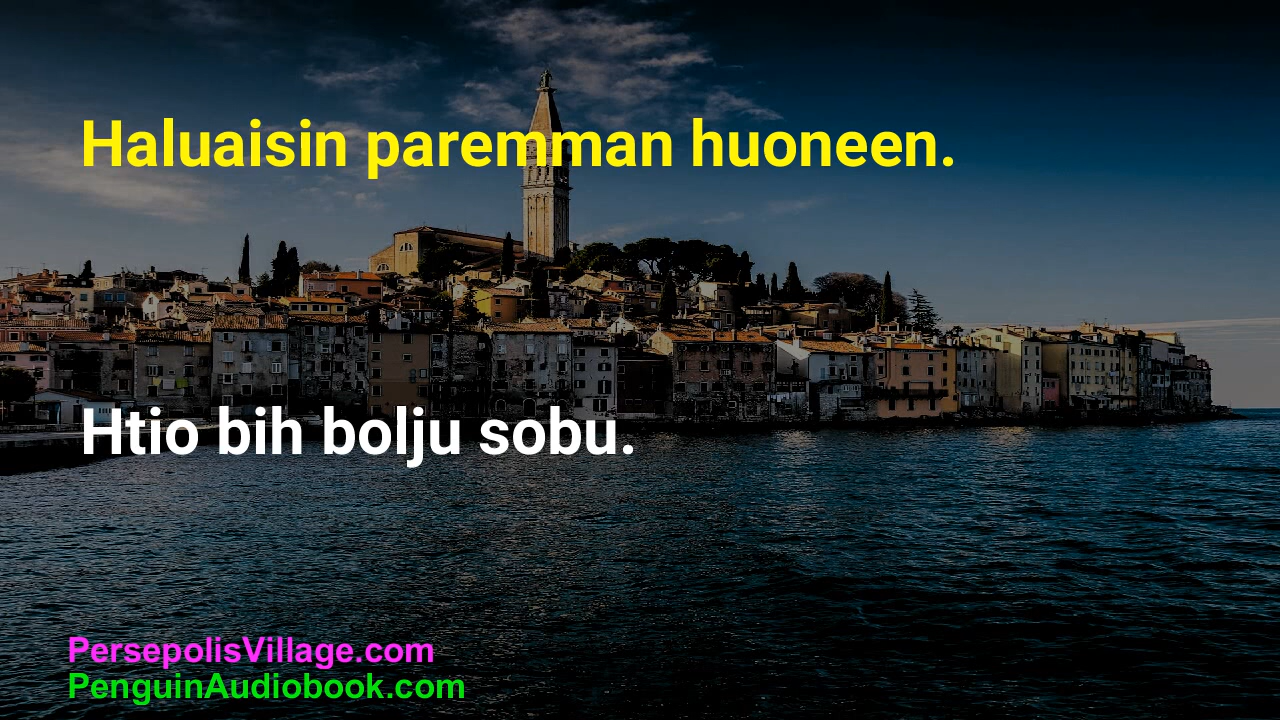 Haluaisin paremman huoneen.
Htio bih bolju sobu.
PersepolisVillage.com
PenguinAudiobook.com